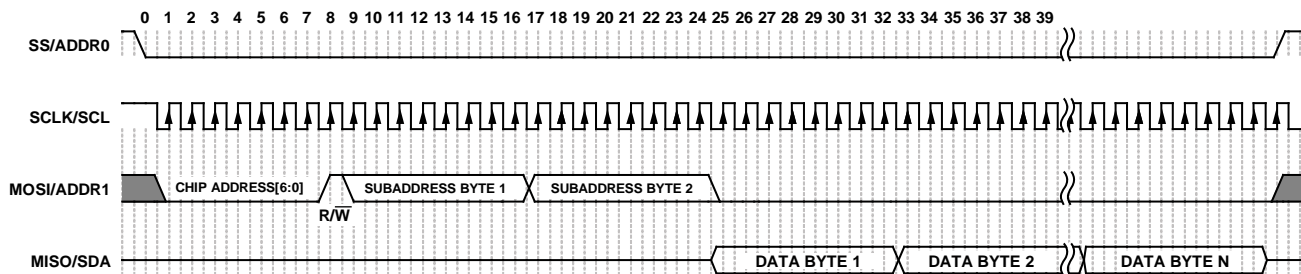 0 1 2 3 4 5 6 7 8 9 10 11 12 13 14 15 16 17 18 19 20 21 22 23 24 25 26 27 28 29 30 31 32 33 34 35 36 37 38 39
SS/ADDR0
SCLK/SCL
MOSI/ADDR1 CHIP ADDRESS[6:0] SUBADDRESS BYTE 1 SUBADDRESS BYTE 2
R/W̅
MISO/SDA DATA BYTE 1 DATA BYTE 2 DATA BYTE N